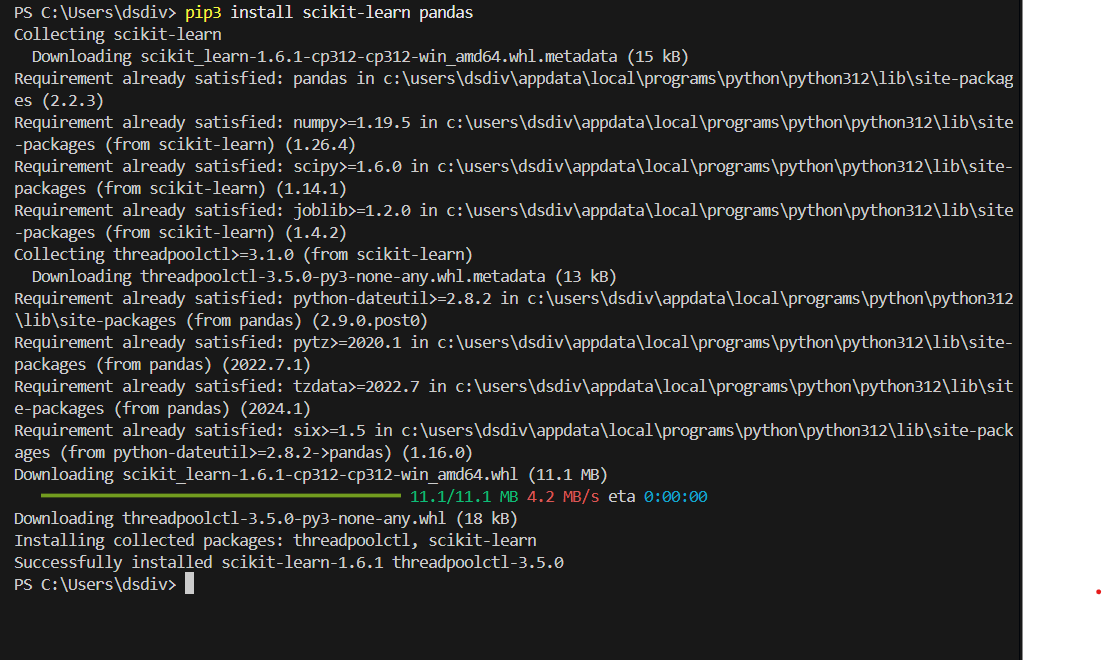 PS C:\Users\dsdiv> pip3 install scikit-learn pandas
Collecting scikit-learn
  Downloading scikit_learn-1.6.1-cp312-cp312-win_amd64.whl.metadata (15 kB)
Requirement already satisfied: pandas in c:\users\dsdiv\appdata\local\programs\python\python312\lib\site-packag
es (2.2.3)
Requirement already satisfied: numpy>=1.19.5 in c:\users\dsdiv\appdata\local\programs\python\python312\lib\site
-packages (from scikit-learn) (1.26.4)
Requirement already satisfied: scipy>=1.6.0 in c:\users\dsdiv\appdata\local\programs\python\python312\lib\site-
packages (from scikit-learn) (1.14.1)
Requirement already satisfied: joblib>=1.2.0 in c:\users\dsdiv\appdata\local\programs\python\python312\lib\site
-packages (from scikit-learn) (1.4.2)
Collecting threadpoolctl>=3.1.0 (from scikit-learn)
  Downloading threadpoolctl-3.5.0-py3-none-any.whl.metadata (13 kB)
Requirement already satisfied: python-dateutil>=2.8.2 in c:\users\dsdiv\appdata\local\programs\python\python312
\lib\site-packages (from pandas) (2.9.0.post0)
Requirement already satisfied: pytz>=2020.1 in c:\users\dsdiv\appdata\local\programs\python\python312\lib\site-
packages (from pandas) (2022.7.1)
Requirement already satisfied: tzdata>=2022.7 in c:\users\dsdiv\appdata\local\programs\python\python312\lib\sit
e-packages (from pandas) (2024.1)
Requirement already satisfied: six>=1.5 in c:\users\dsdiv\appdata\local\programs\python\python312\lib\site-pack
ages (from python-dateutil>=2.8.2->pandas) (1.16.0)
Downloading scikit_learn-1.6.1-cp312-cp312-win_amd64.whl (11.1 MB)
11.1/11.1 MB 4.2 MB/s eta 0:00:00
Downloading threadpoolctl-3.5.0-py3-none-any.whl (18 kB)
Installing collected packages: threadpoolctl, scikit-learn
Successfully installed scikit-learn-1.6.1 threadpoolctl-3.5.0
PS C:\Users\dsdiv>